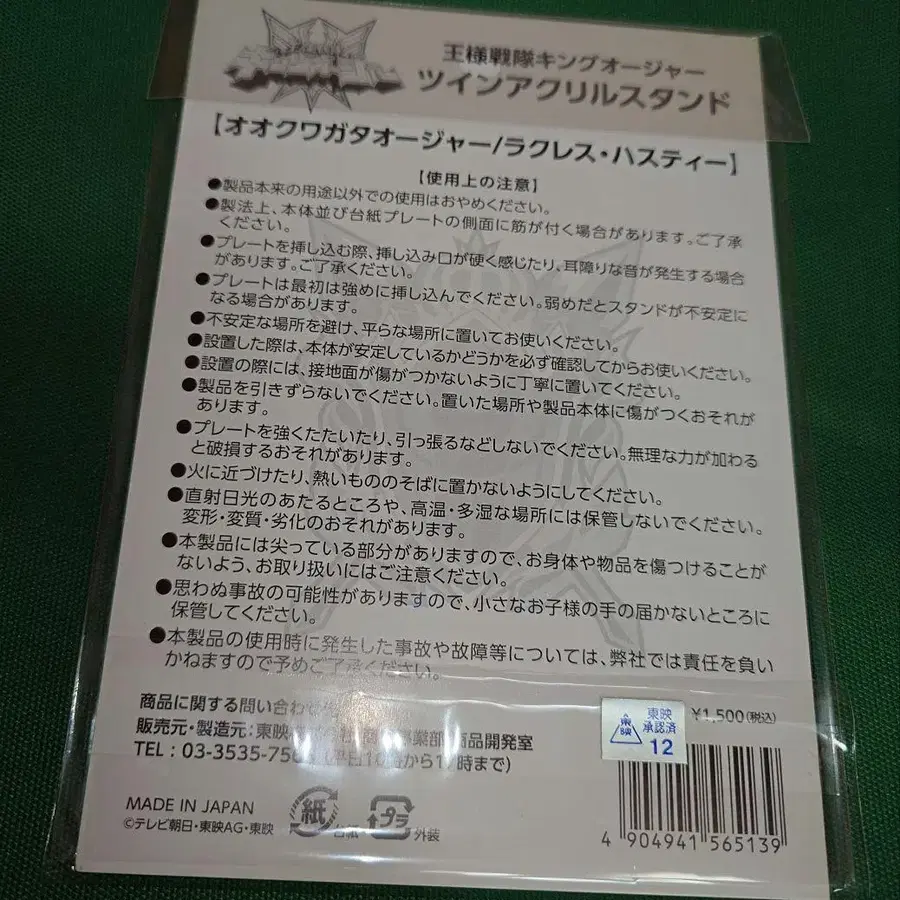 王様戦隊キングオージャー
ツインアクリルスタンド
【オオクワガタオージャー/ラクレス・ハスティー】
【使用上の注意】
●製品本来の用途以外での使用はおやめください。
●製法上、本体並び台紙プレートの側面に筋が付く場合があります。ご了承
ください。
●プレートを挿し込む際、挿し込み口が硬く感じたり、耳障りな音が発生する場合
があります。ご了承ください。
●プレートは最初は強めに挿し込んでください。弱めだとスタンドが不安定に
なる場合があります。
●不安定な場所を避け、平らな場所に置いてお使いください。
●設置した際は、本体が安定しているかどうかを必ず確認してからお使いください。
●設置の際には、接地面が傷がつかないように丁寧に置いてください。
●製品を引きずらないでください。置いた場所や製品本体に傷がつくおそれが
あります。
●プレートを強くたたいたり、引っ張るなどしないでください。無理な力が加わる
と破損するおそれがあります。
●火に近づけたり、熱いもののそばに置かないようにしてください。
●直射日光のあたるところや、高温・多湿な場所には保管しないでください。
変形・変質・劣化のおそれがあります。
●本製品には尖っている部分がありますので、お身体や物品を傷つけることが
ないよう、お取り扱いにはご注意ください。
●思わぬ事故の可能性がありますので、小さなお子様の手の届かないところに
保管してください。
●本製品の使用時に発生した事故や故障等については、弊社では責任を負い
かねますので予めご了承ください。
商品に関する問い合わせ
販売元・製造元：東映 商品開発室
TEL：03-3535-756 時まで）
東映
承認済
12
¥1,500(税込)
MADE IN JAPAN
©テレビ朝日・東映AG・東映
紙
台紙・
プラ
外装
4 904941 565139